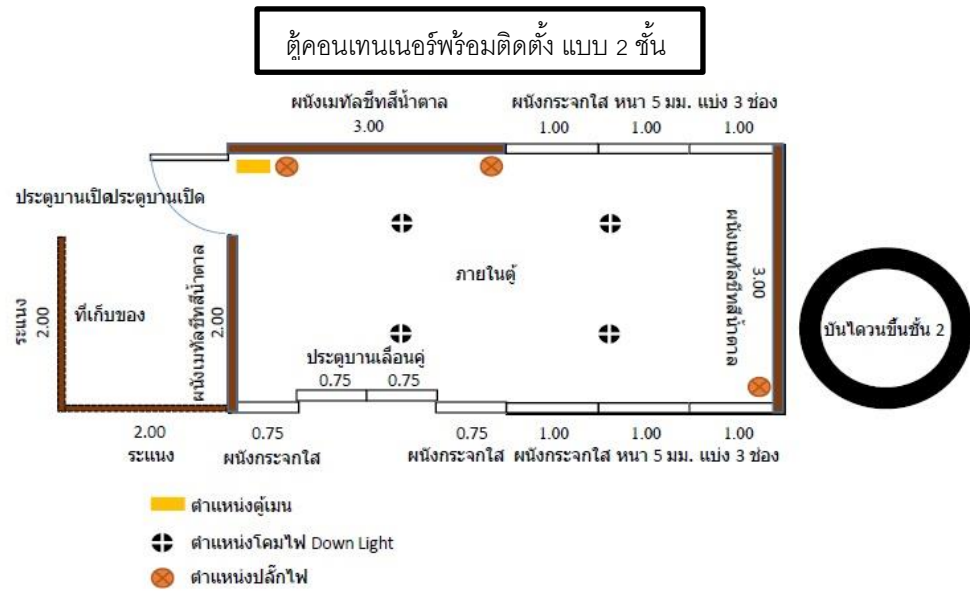 ตู้คอนเทนเนอร์พร้อมติดตั้ง แบบ 2 ชั้น
ผนังเมทัลชีทสีน้ำตาล
3.00
ผนังกระจกใส หนา 5 มม. แบ่ง 3 ช่อง
1.00 1.00 1.00
ประตูบานเปิดประตูบานเปิด
ระแนง
2.00
ที่เก็บของ
ผนังเมทัลชีทสีน้ำตาล
2.00
ภายในตู้
ผนังเมทัลชีทสีน้ำตาล
3.00
บันไดวนขึ้นชั้น 2
ประตูบานเลื่อนคู่
0.75 0.75
2.00
ระแนง
0.75
ผนังกระจกใส
0.75
ผนังกระจกใส
1.00 1.00 1.00
ผนังกระจกใส หนา 5 มม. แบ่ง 3 ช่อง
ตำแหน่งตู้เมน
ตำแหน่งโคมไฟ Down Light
ตำแหน่งปลั๊กไฟ